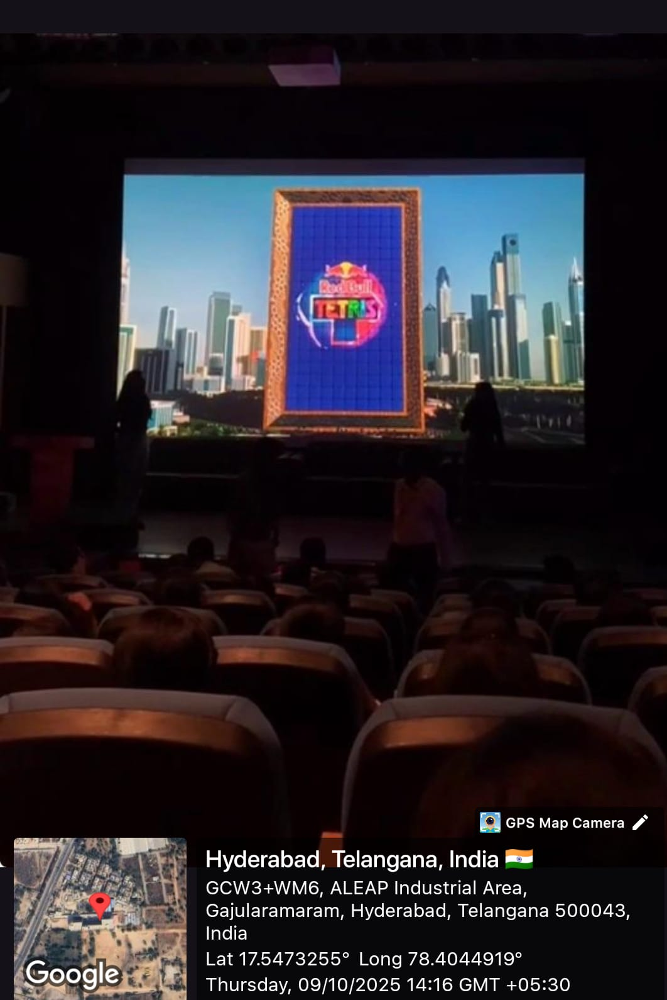 Red Bull
TETRIS
GPS Map Camera
Hyderabad, Telangana, India
GCW3+WM6, ALEAP Industrial Area,
Gajularamaram, Hyderabad, Telangana 500043,
India
Lat 17.5473255° Long 78.4044919°
Thursday, 09/10/2025 14:16 GMT +05:30
Google